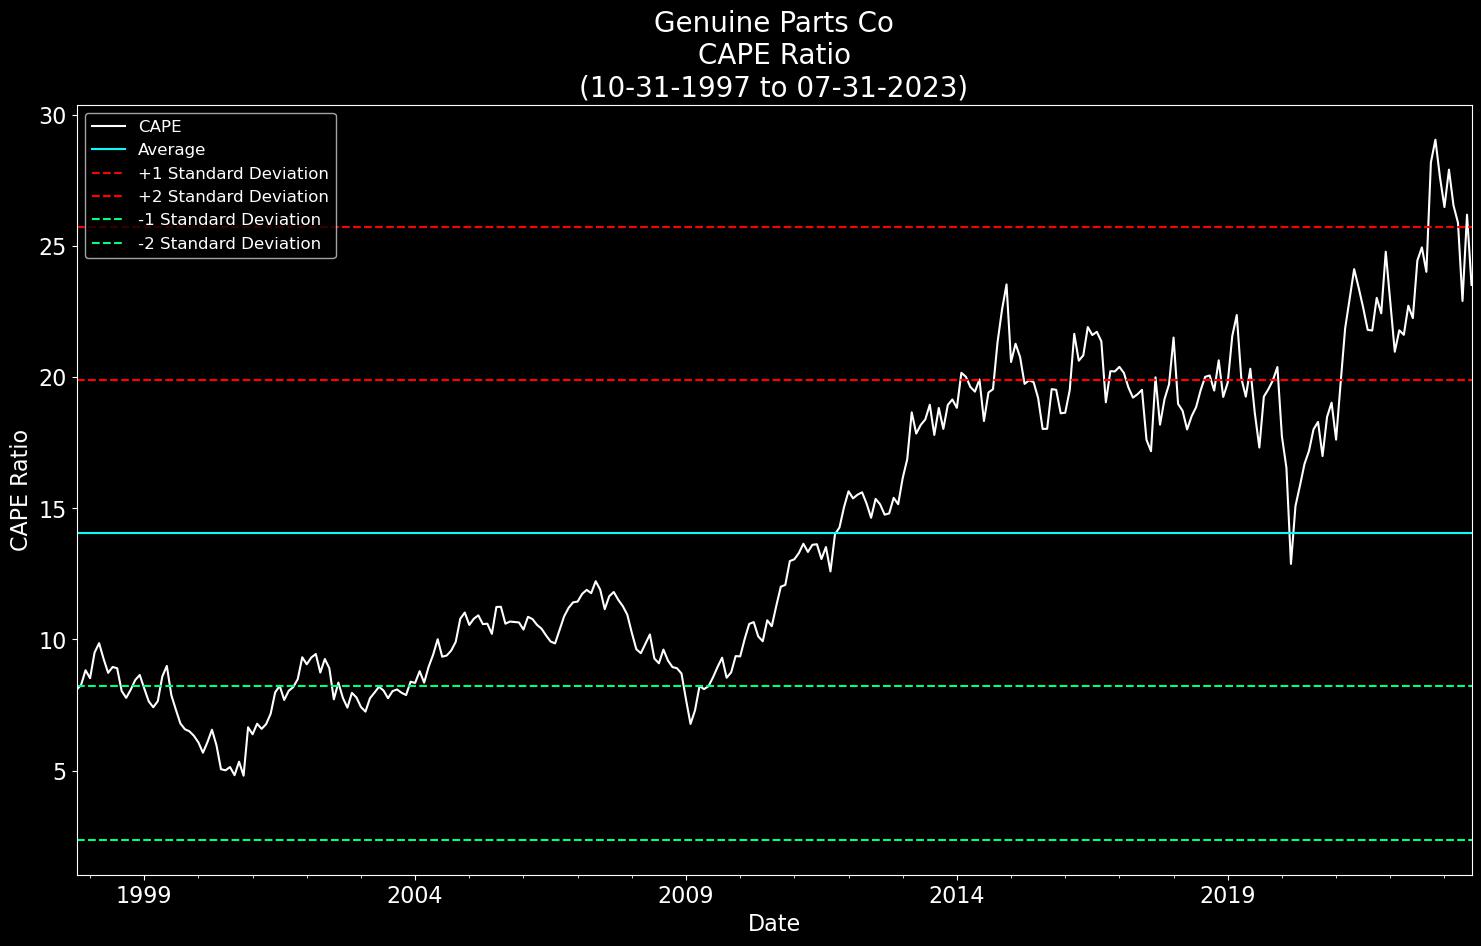 Genuine Parts Co
CAPE Ratio
(10-31-1997 to 07-31-2023)
CAPE
Average
+1 Standard Deviation
+2 Standard Deviation
-1 Standard Deviation
-2 Standard Deviation
30
25
20
15
10
5
CAPE Ratio
1999 2004 2009 2014 2019
Date